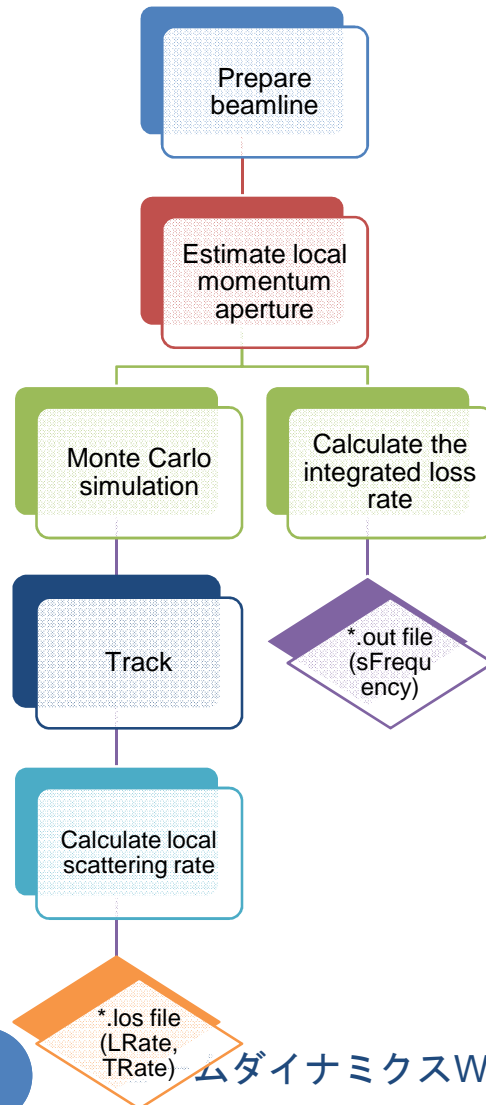 Prepare
beamline
Estimate local
momentum
aperture
Monte Carlo
simulation
Calculate the
integrated loss
rate
Track
*.out file
(sFrequ
ency)
Calculate local
scattering rate
*.los file
(LRate,
TRate)
ムダイナミクスW